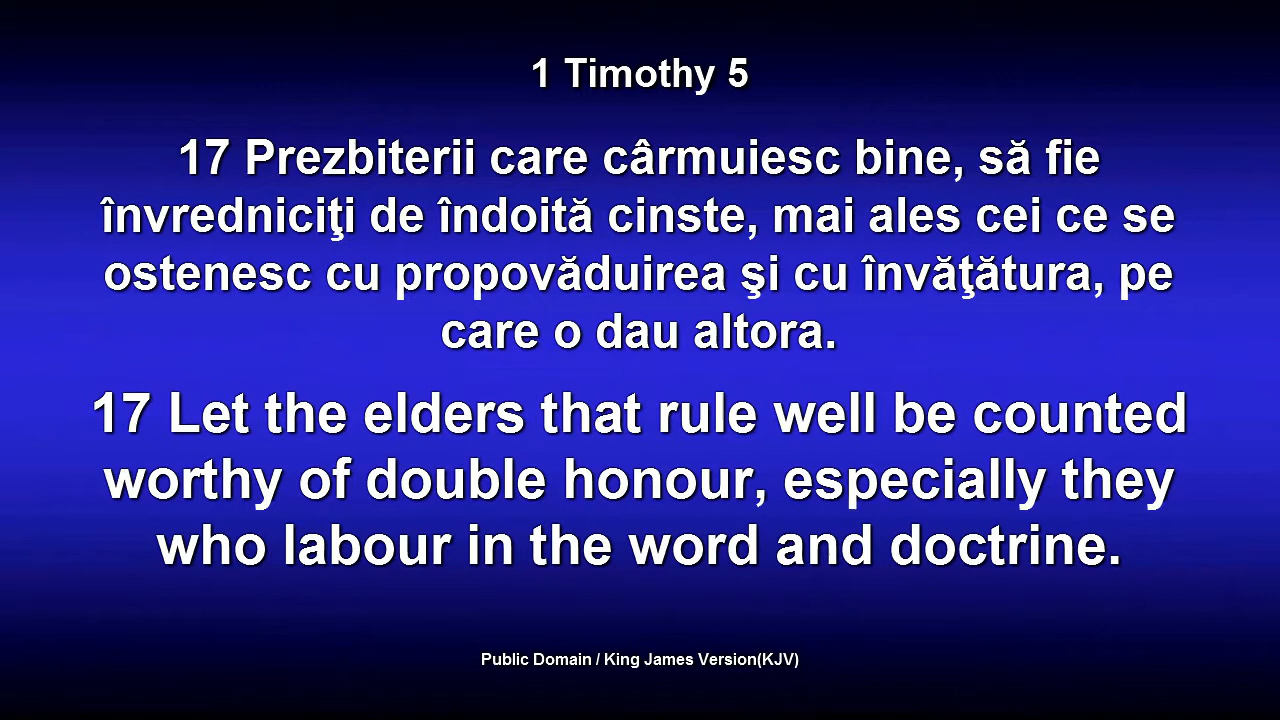 1 Timothy 5
17 Prezbiterii care cârmuiesc bine, să fie
învredniciţi de îndoită cinste, mai ales cei ce se
ostenesc cu propovăduirea şi cu învăţătura, pe
care o dau altora.
17 Let the elders that rule well be counted
worthy of double honour, especially they
who labour in the word and doctrine.
Public Domain / King James Version(KJV)